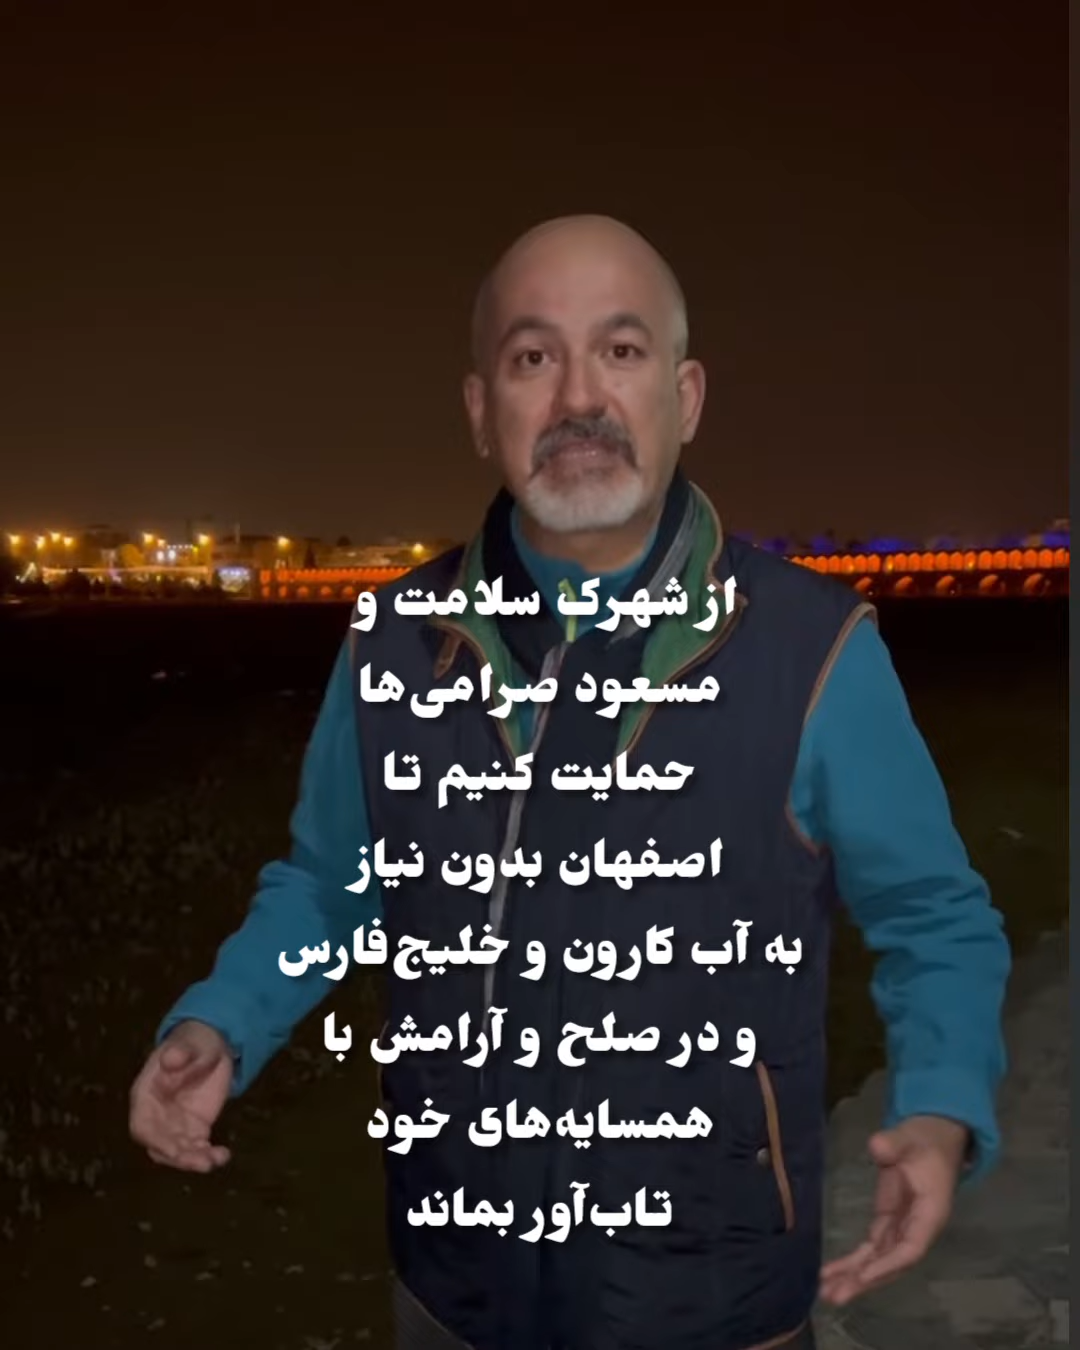 از شهرک سلامت و
مسعود صرامی‌ها
حمایت کنیم تا
اصفهان بدون نیاز
به آب کارون و خلیج‌فارس
و در صلح و آرامش با
همسایه‌های خود
تاب‌آور بماند